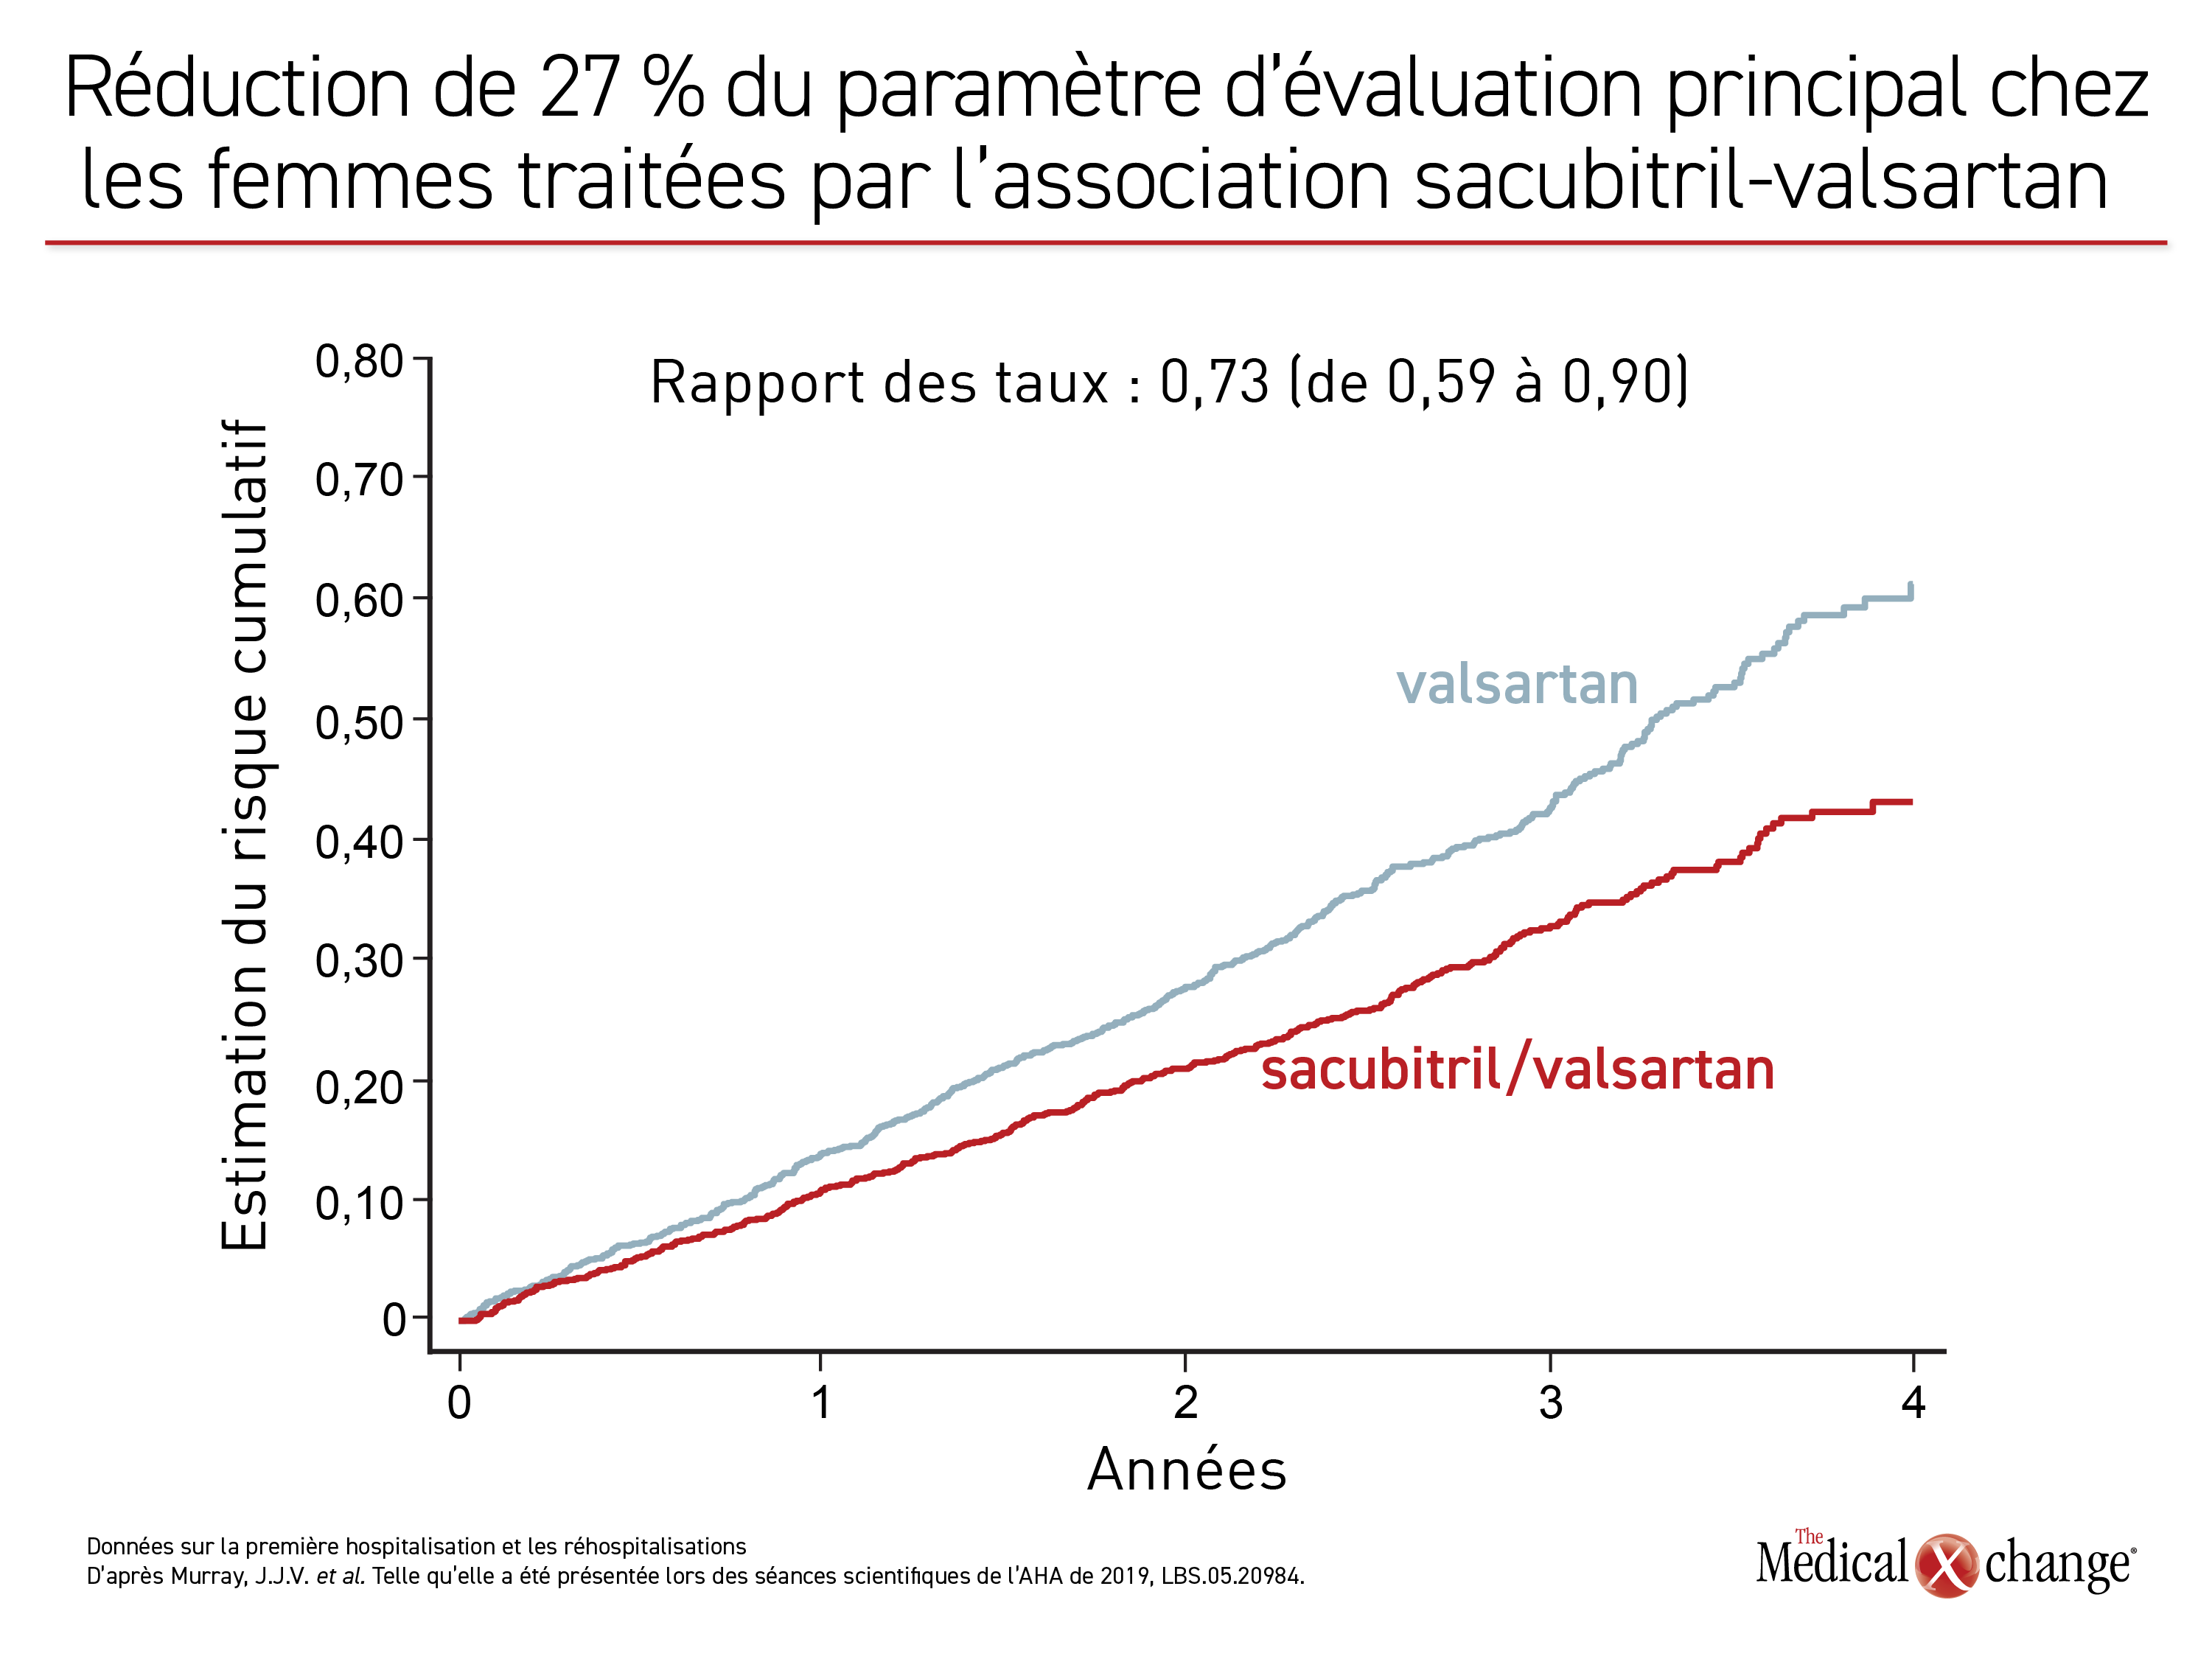 Réduction de 27 % du paramètre d’évaluation principal chez
les femmes traitées par l’association sacubitril-valsartan
Rapport des taux : 0,73 (de 0,59 à 0,90)
Estimation du risque cumulatif
0,80
0,70
0,60
0,50
0,40
0,30
0,20
0,10
0
valsartan
sacubitril/valsartan
0 1 2 3 4
Années
Données sur la première hospitalisation et les réhospitalisations
D’après Murray, J.J.V. et al. Telle qu’elle a été présentée lors des séances scientifiques de l’AHA de 2019, LBS.05.20984.
The
Medical X change®